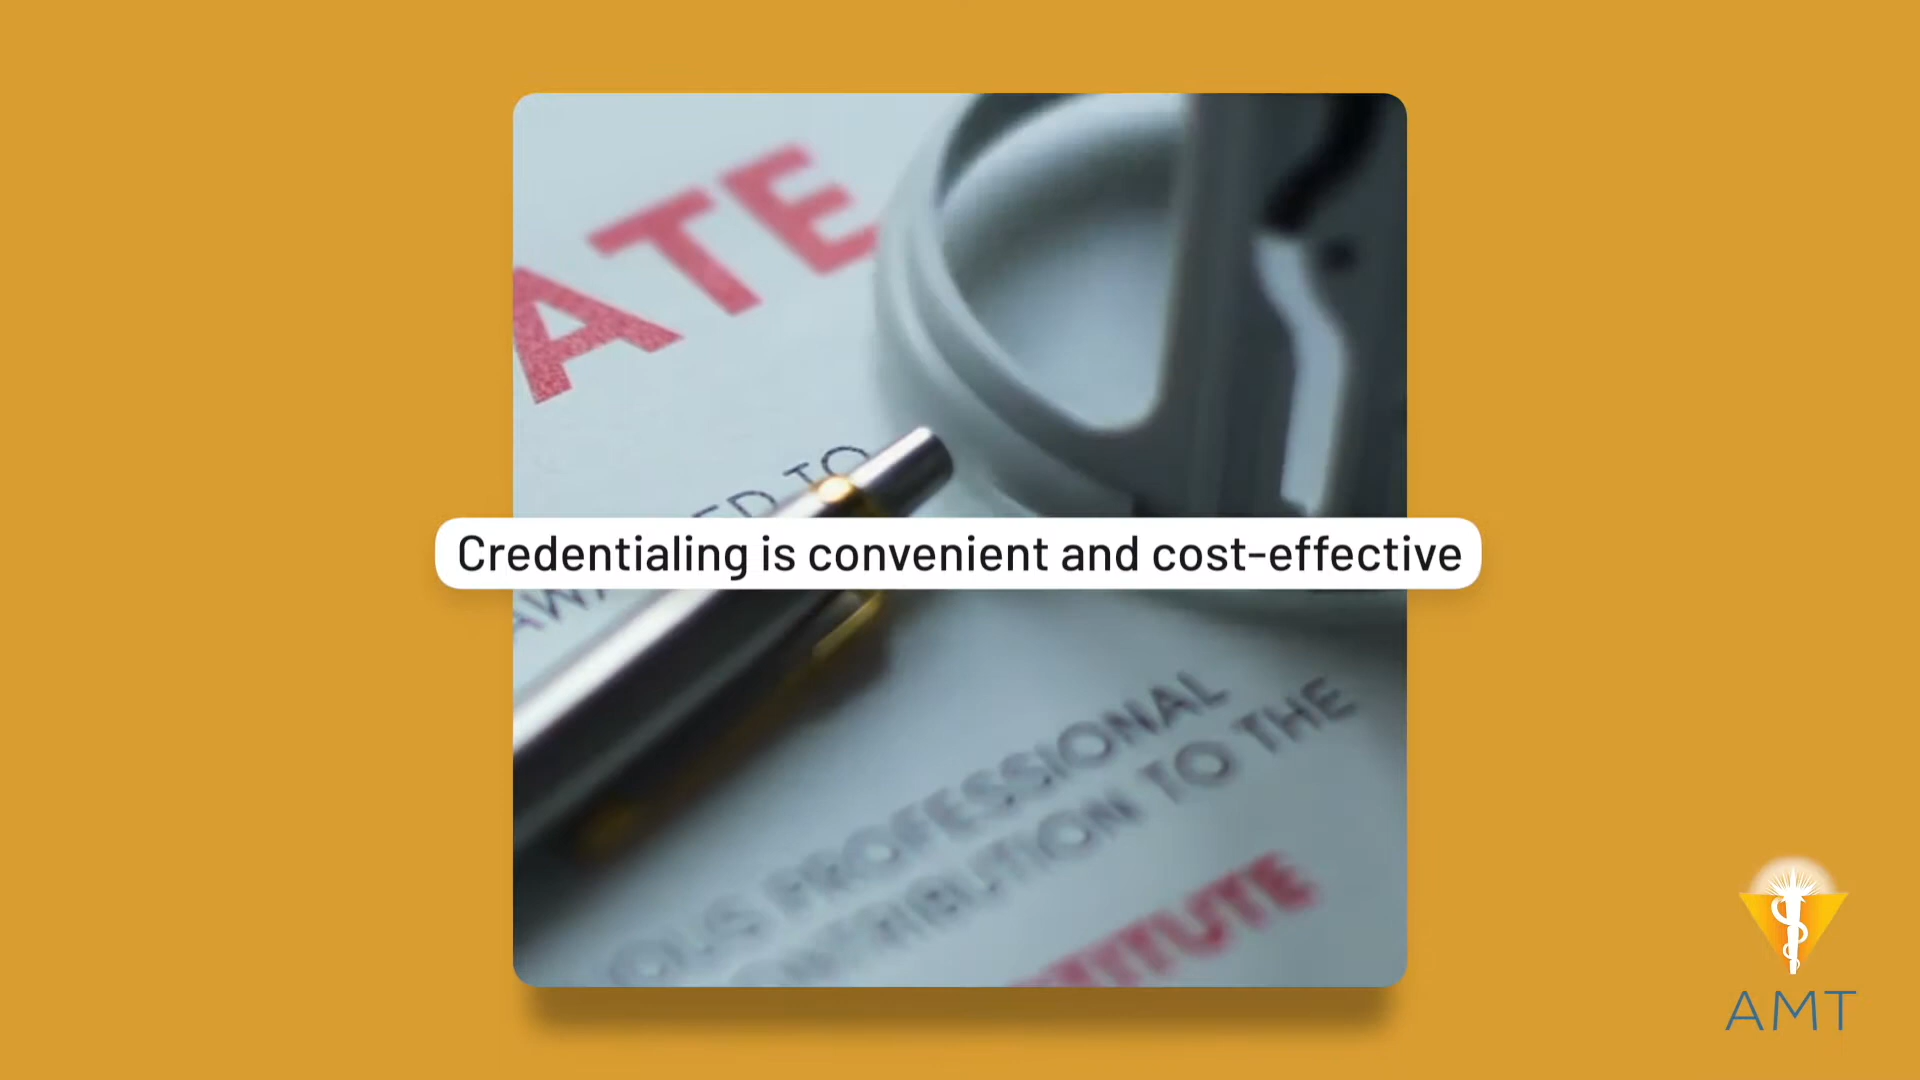 ATE
ED TO
Credentialing is convenient and cost-effective
PROFESSIONAL
TO THE
AMT